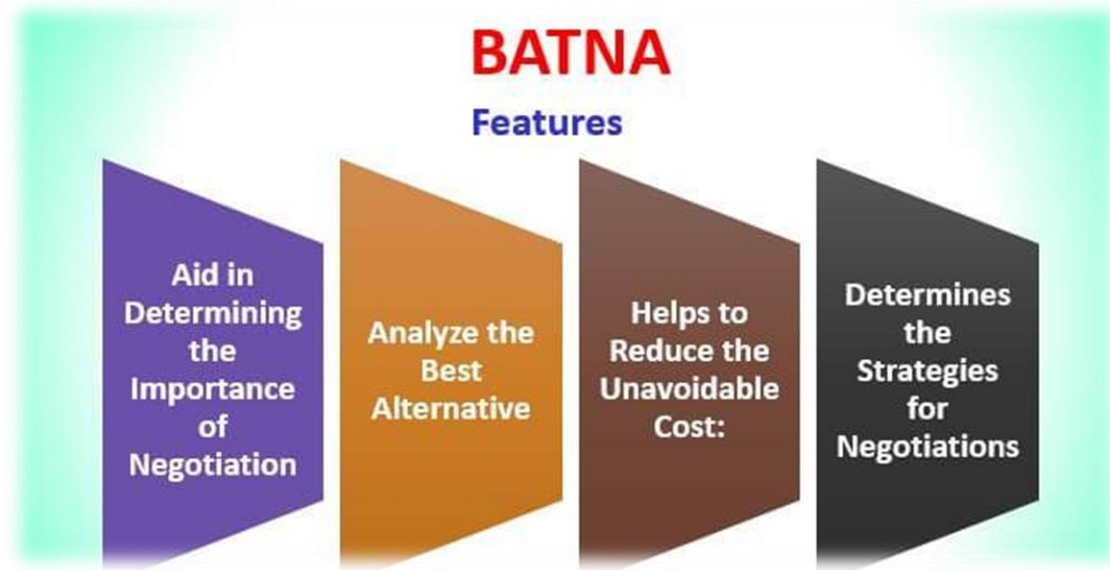 BATNA
Features
Aid in
Determining
the
Importance
of
Negotiation
Analyze the
Best
Alternative
Helps to
Reduce the
Unavoidable
Cost:
Determines
the
Strategies
for
Negotiations